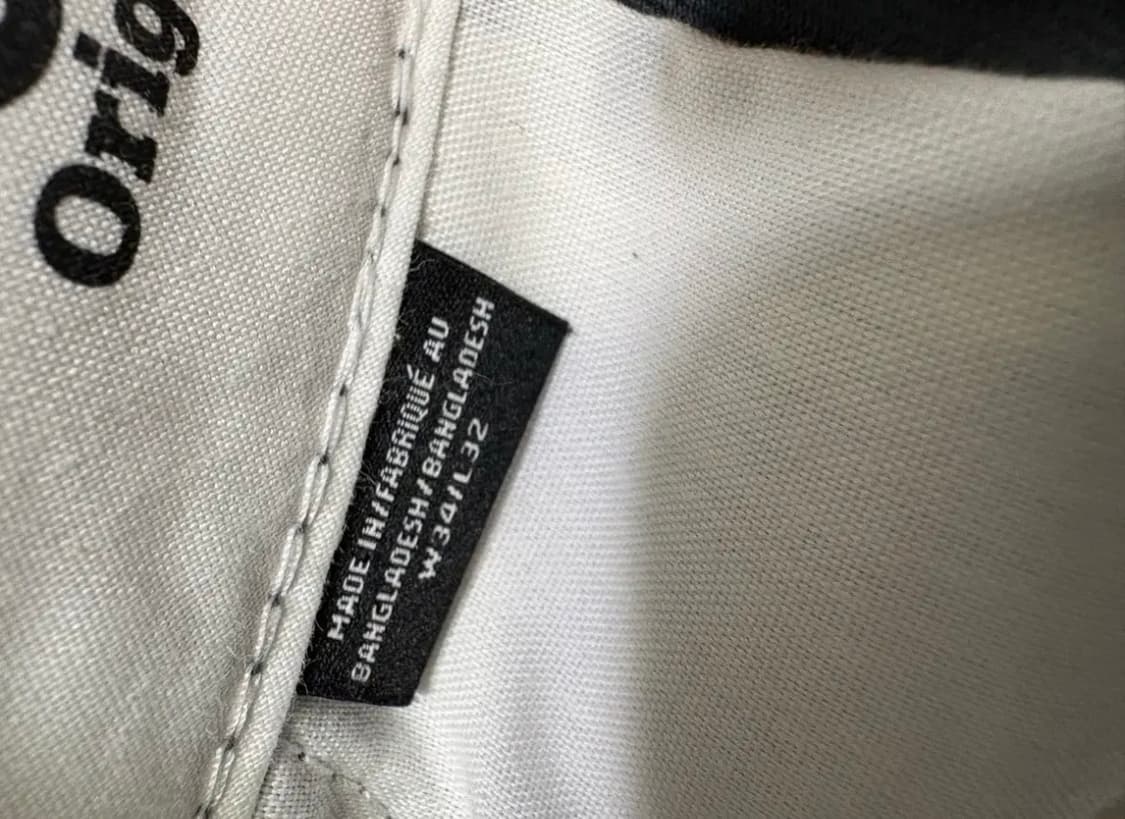 Orig
MADE IN/FABRIQUÉ AU
BANGLADESH/BANGLADESH
W34/L32